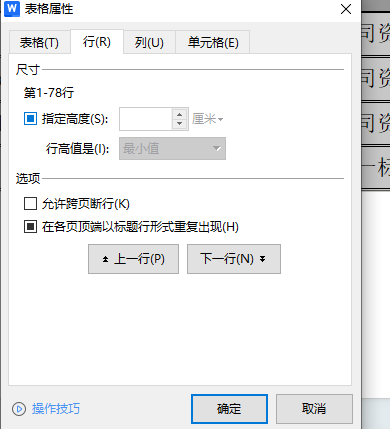 表格属性
表格(T) 行(R) 列(U) 单元格(E)
尺寸
第1-78行
指定高度(S): 厘米
行高值是(I): 最小值
选项
允许跨页断行(K)
在各页顶端以标题行形式重复出现(H)
上一行(P) 下一行(N)
操作技巧 确定 取消
司资
司资
司资
一标